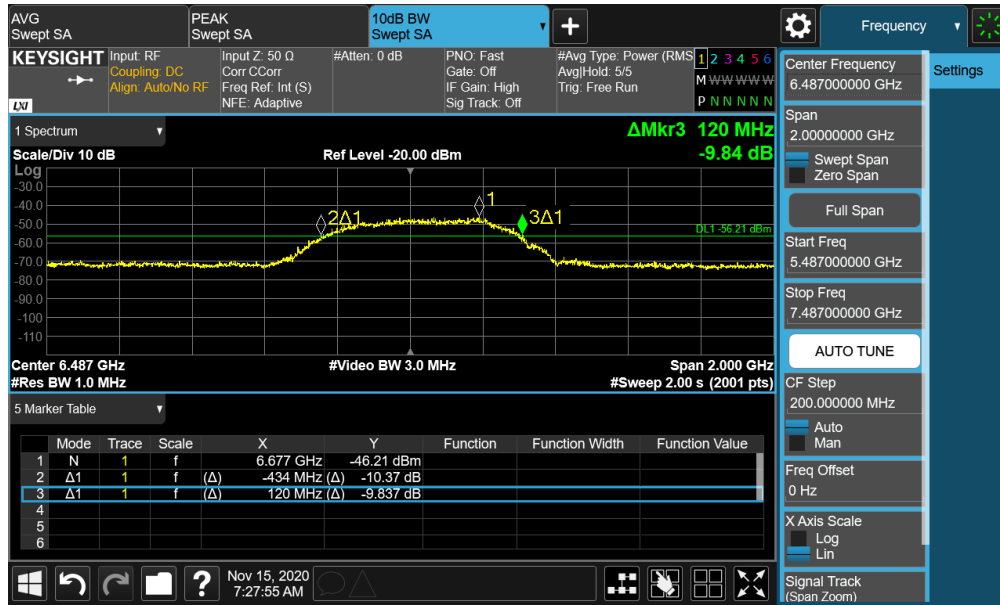 AVG
Swept SA
PEAK
Swept SA
10dB BW
Swept SA
▼
+
Frequency ▼
KEYSIGHT
LXI
Input: RF
Coupling: DC
Align: Auto/No RF
Input Z: 50 Ω
Corr CCorr
Freq Ref: Int (S)
NFE: Adaptive
#Atten: 0 dB
PNO: Fast
Gate: Off
IF Gain: High
Sig Track: Off
#Avg Type: Power (RMS
Avg|Hold: 5/5
Trig: Free Run
1 2 3 4 5 6
M W W W W W
P N N N N N
1 Spectrum ▼
ΔMkr3 120 MHz
-9.84 dB
Scale/Div 10 dB
Ref Level -20.00 dBm
Log
-30.0
-40.0
-50.0
-60.0
-70.0
-80.0
-90.0
-100
-110
2Δ1
1
3Δ1
DL1 -56.21 dBm
Center 6.487 GHz
#Video BW 3.0 MHz
Span 2.000 GHz
#Res BW 1.0 MHz
#Sweep 2.00 s (2001 pts)
5 Marker Table ▼
Mode Trace Scale X Y Function Function Width Function Value
1 N 1 f 6.677 GHz -46.21 dBm
2 Δ1 1 f (Δ) -434 MHz (Δ) -10.37 dB
3 Δ1 1 f (Δ) 120 MHz (Δ) -9.837 dB
4
5
6
?
Nov 15, 2020
7:27:55 AM
Center Frequency
6.487000000 GHz
Span
2.00000000 GHz
Swept Span
Zero Span
Full Span
Start Freq
5.487000000 GHz
Stop Freq
7.487000000 GHz
AUTO TUNE
CF Step
200.000000 MHz
Auto
Man
Freq Offset
0 Hz
X Axis Scale
Log
Lin
Signal Track
(Span Zoom)
Settings